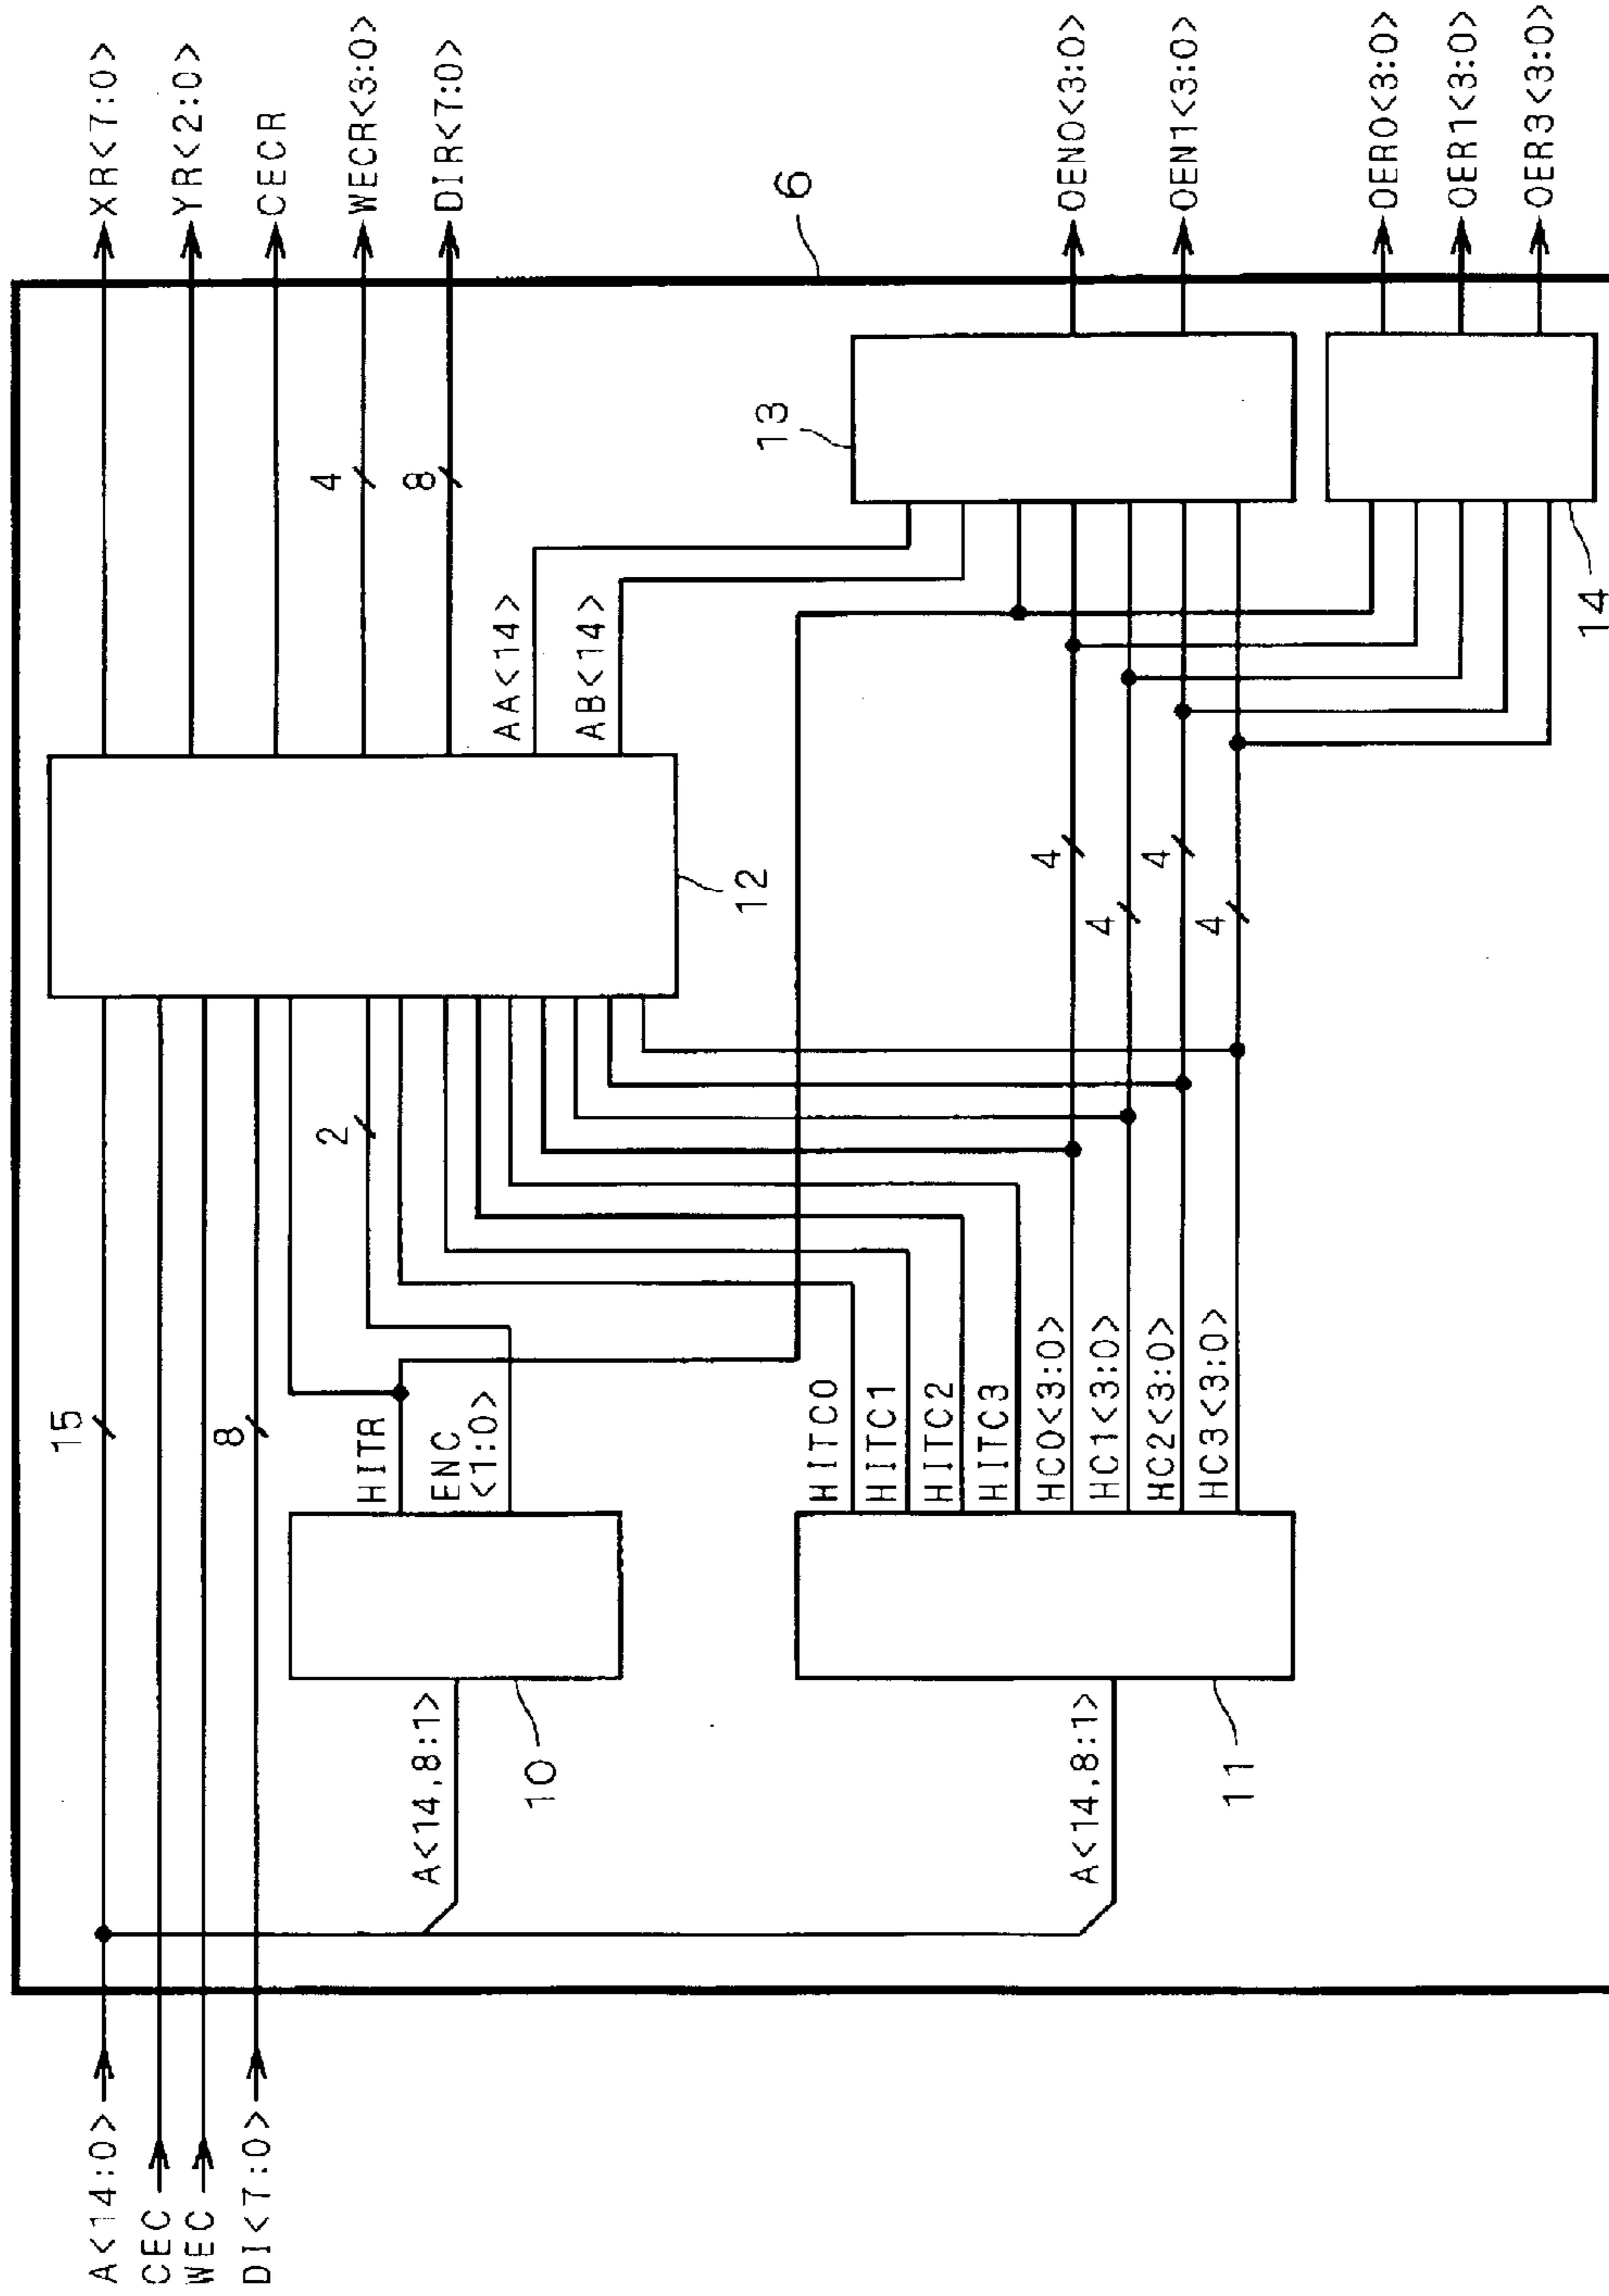 A<14:0>
CEC
WEC
DI<7:0>
15
8
A<14,8:1>
10
A<14,8:1>
11
HITR
ENC
<1:0>
HITC0
HITC1
HITC2
HITC3
HC0<3:0>
HC1<3:0>
HC2<3:0>
HC3<3:0>
2
12
4
4
4
4
AA<14>
AB<14>
4
8
13
14
6
XR<7:0>
YR<2:0>
CECR
WECR<3:0>
DIR<7:0>
OEN0<3:0>
OEN1<3:0>
OER0<3:0>
OER1<3:0>
OER3<3:0>